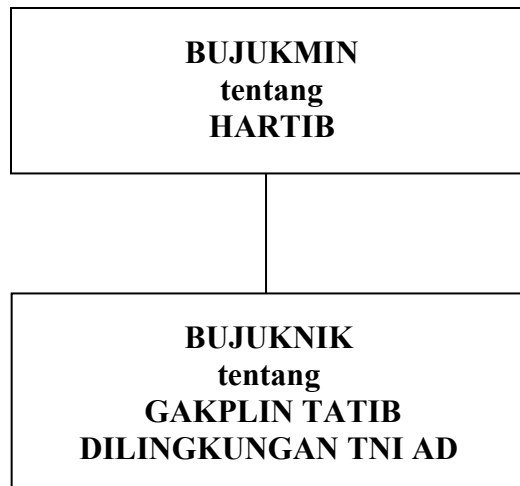 BUJUKMIN
tentang
HARTIB
BUJUKNIK
tentang
GAKPLIN TATIB
DILINGKUNGAN TNI AD